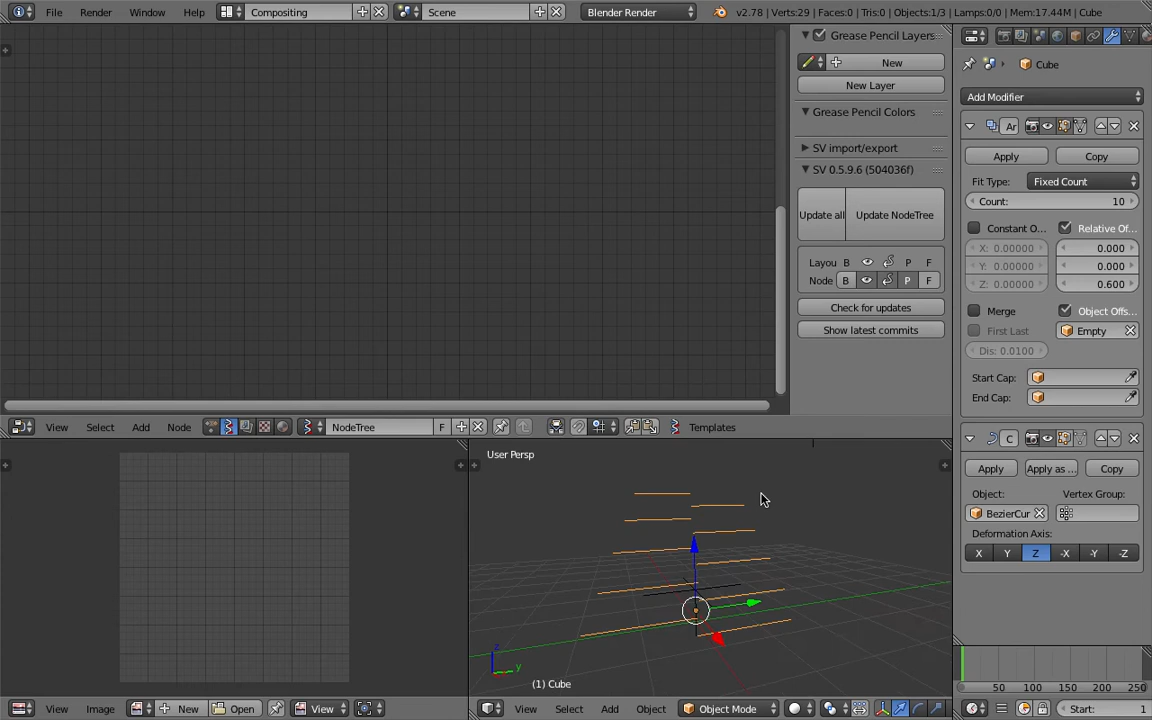 File Render Window Help Compositing Scene Blender Render v2.78 | Verts:29 | Faces:0 | Tris:0 | Objects:1/3 | Lamps:0/0 | Mem:17.44M | Cube
Grease Pencil Layers
New
New Layer
Grease Pencil Colors
SV import/export
SV 0.5.9.6 (504036f)
Update all Update NodeTree
Layou B P F
Node B P F
Check for updates
Show latest commits
Cube
Add Modifier
Ar
Apply Copy
Fit Type: Fixed Count
Count: 10
Constant O... Relative Of...
X: 0.00000 0.000
Y: 0.00000 0.000
Z: 0.00000 0.600
Merge Object Offs...
First Last Empty
Dis: 0.0100
Start Cap:
End Cap:
C
Apply Apply as ... Copy
Object: Vertex Group:
BezierCur
Deformation Axis:
X Y Z -X -Y -Z
View Select Add Node NodeTree F Templates
User Persp
z
y
(1) Cube
50 100 150 200 250
View Image New Open View
View Select Add Object Object Mode
Start: 1